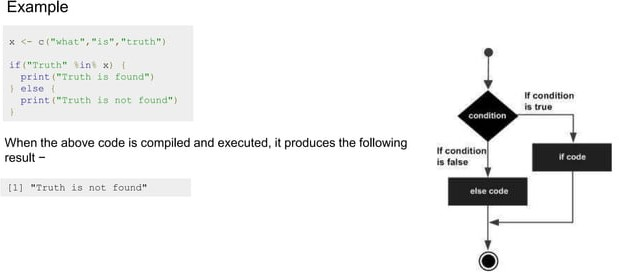 Example
x <- c("what","is","truth")
if("Truth" %in% x) {
print("Truth is found")
} else {
print("Truth is not found")
}
When the above code is compiled and executed, it produces the following
result −
[1] "Truth is not found"
condition
If condition
is true
If condition
is false
if code
else code